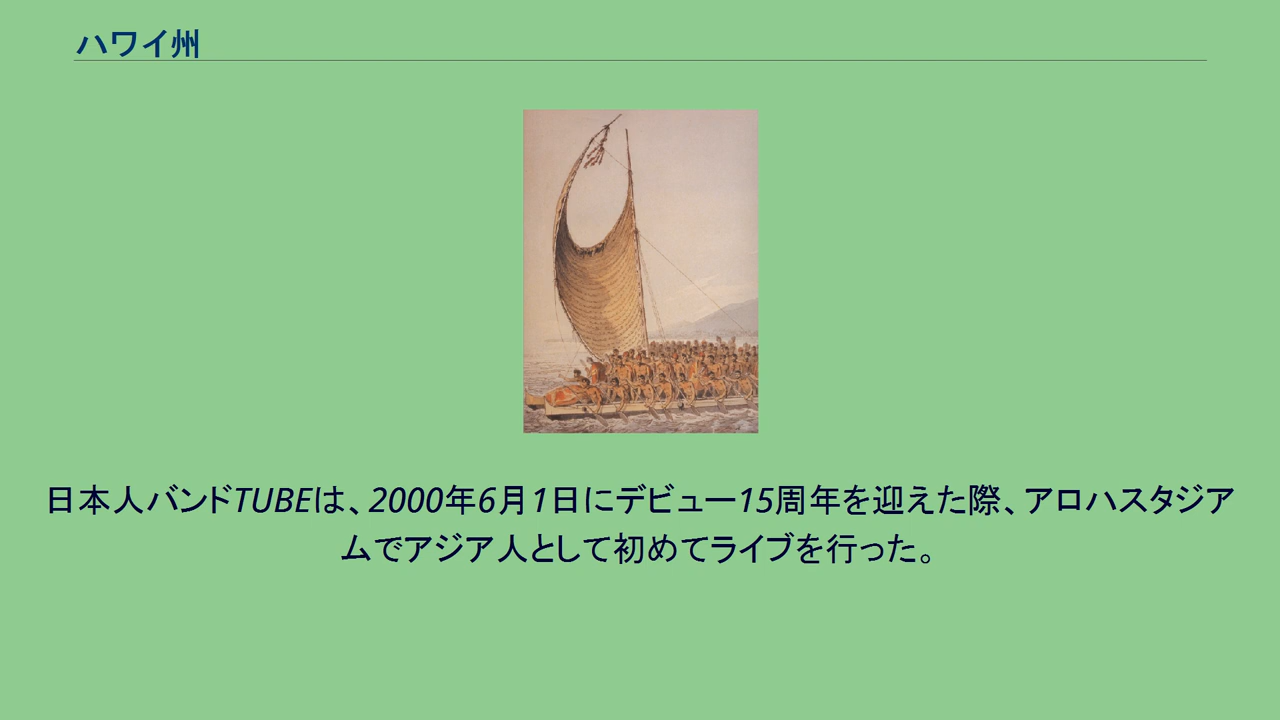 ハワイ州
日本人バンドTUBEは、2000年6月1日にデビュー15周年を迎えた際、アロハスタジア
ムでアジア人として初めてライブを行った。